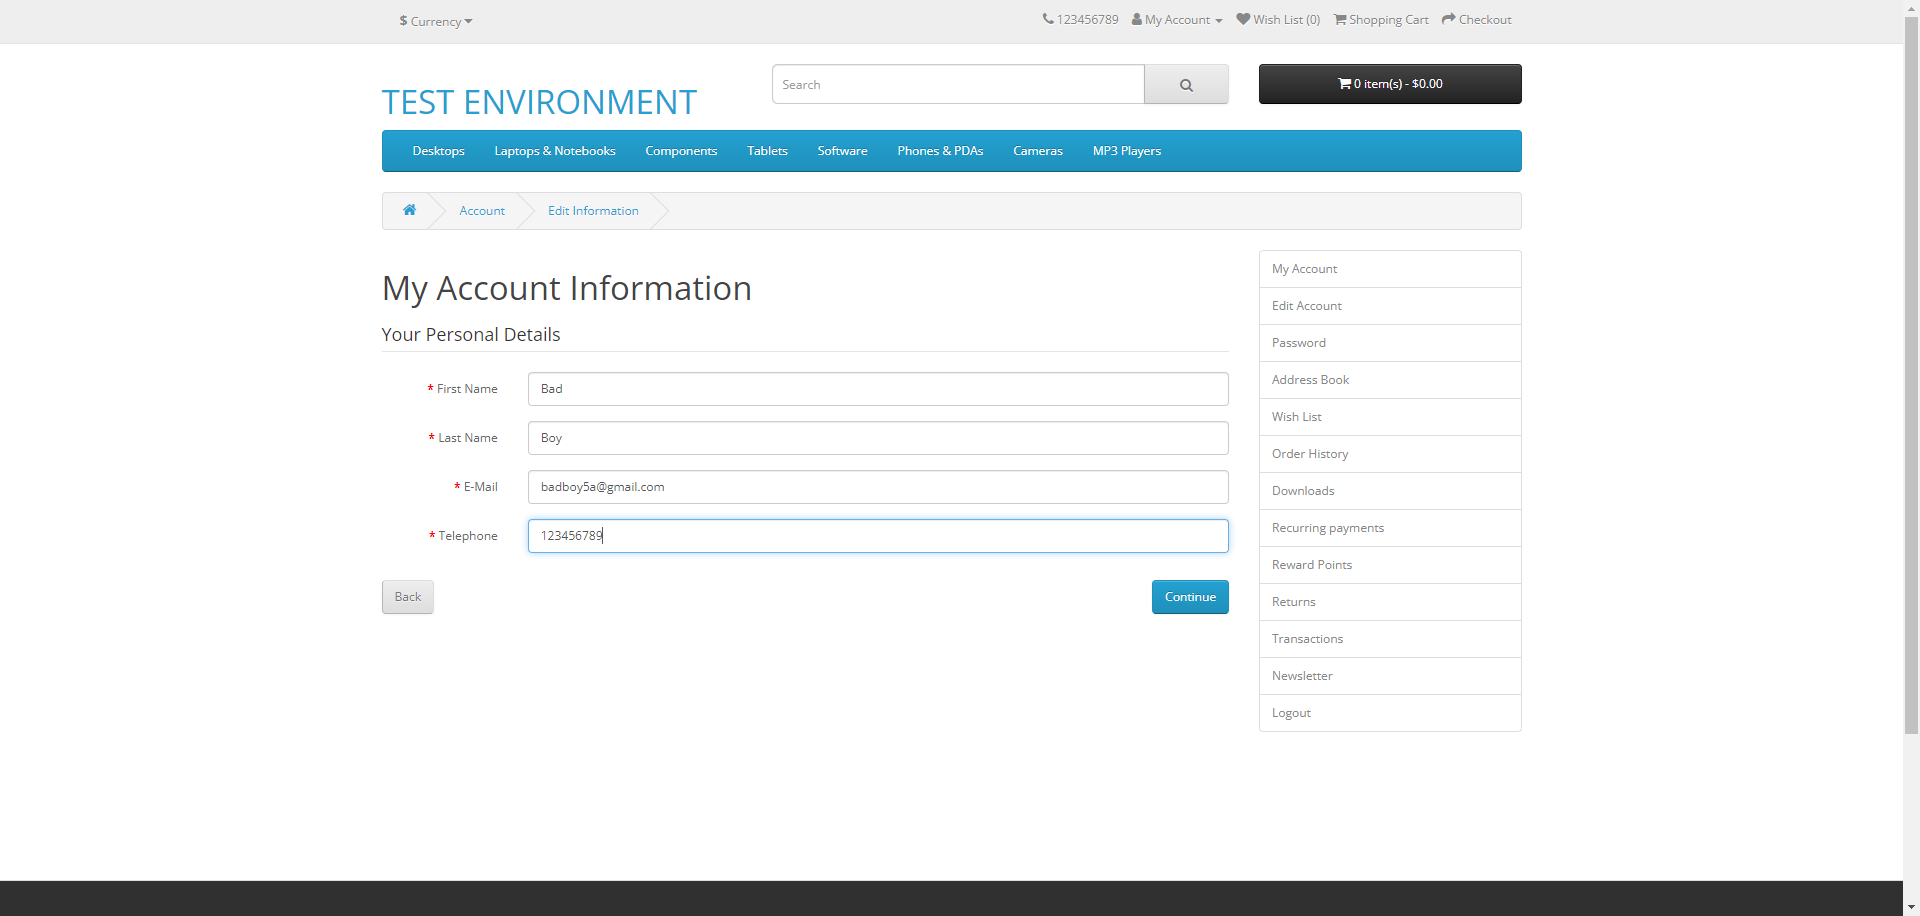 $ Currency
123456789 My Account Wish List (0) Shopping Cart Checkout
TEST ENVIRONMENT
Search
0 item(s) - $0.00
Desktops Laptops & Notebooks Components Tablets Software Phones & PDAs Cameras MP3 Players
Account Edit Information
My Account Information
Your Personal Details
* First Name Bad
* Last Name Boy
* E-Mail badboy5a@gmail.com
* Telephone 123456789
Back Continue
My Account
Edit Account
Password
Address Book
Wish List
Order History
Downloads
Recurring payments
Reward Points
Returns
Transactions
Newsletter
Logout